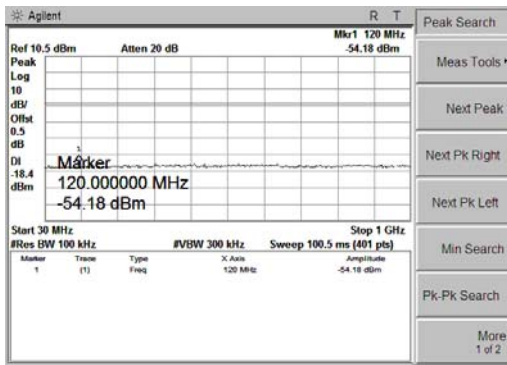 Agilent R T Peak Search
Mkr1 120 MHz
Ref 10.5 dBm Atten 20 dB -54.18 dBm
Peak
Log
10
dB/
Offst
0.5
dB
DI
-18.4
dBm
1
Marker
120.000000 MHz
-54.18 dBm
Start 30 MHz Stop 1 GHz
#Res BW 100 kHz #VBW 300 kHz Sweep 100.5 ms (401 pts)
Marker Trace Type X Axis Amplitude
1 (1) Freq 120 MHz -54.18 dBm
Meas Tools
Next Peak
Next Pk Right
Next Pk Left
Min Search
Pk-Pk Search
More
1 of 2